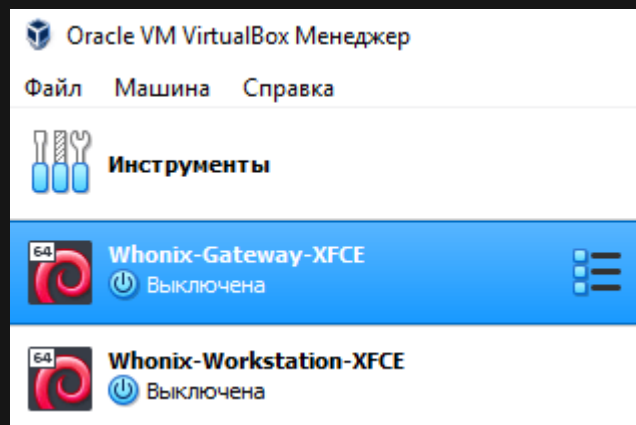 Oracle VM VirtualBox Менеджер
Файл Машина Справка
Инструменты
64
Whonix-Gateway-XFCE
Выключена
64
Whonix-Workstation-XFCE
Выключена